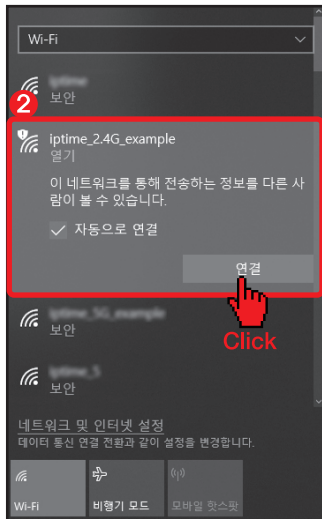 Wi-Fi
보안
2
iptime_2.4G_example
열기
이 네트워크를 통해 전송하는 정보를 다른 사
람이 볼 수 있습니다.
자동으로 연결
연결
Click
보안
보안
네트워크 및 인터넷 설정
데이터 통신 연결 전환과 같이 설정을 변경합니다.
Wi-Fi
비행기 모드
모바일 핫스팟